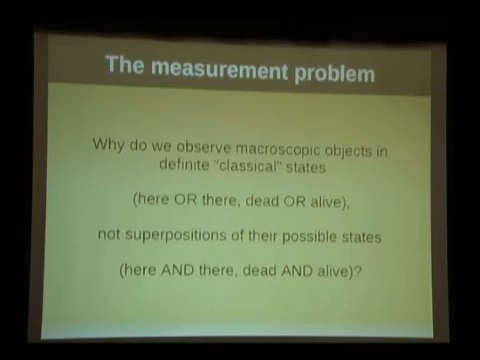 The measurement problem
Why do we observe macroscopic objects in
definite "classical" states
(here OR there, dead OR alive),
not superpositions of their possible states
(here AND there, dead AND alive)?